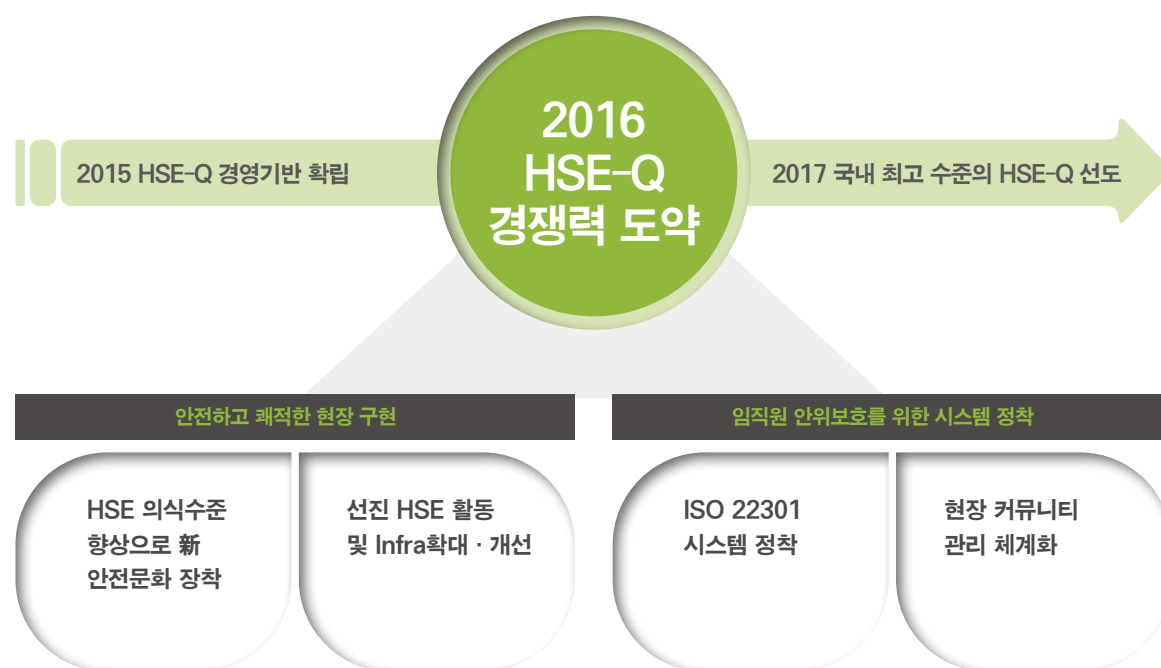 2015 HSE-Q 경영기반 확립
2016
HSE-Q
경쟁력 도약
2017 국내 최고 수준의 HSE-Q 선도
안전하고 쾌적한 현장 구현
HSE 의식수준
향상으로 新
안전문화 장착
선진 HSE 활동
및 Infra확대 · 개선
임직원 안위보호를 위한 시스템 정착
ISO 22301
시스템 정착
현장 커뮤니티
관리 체계화